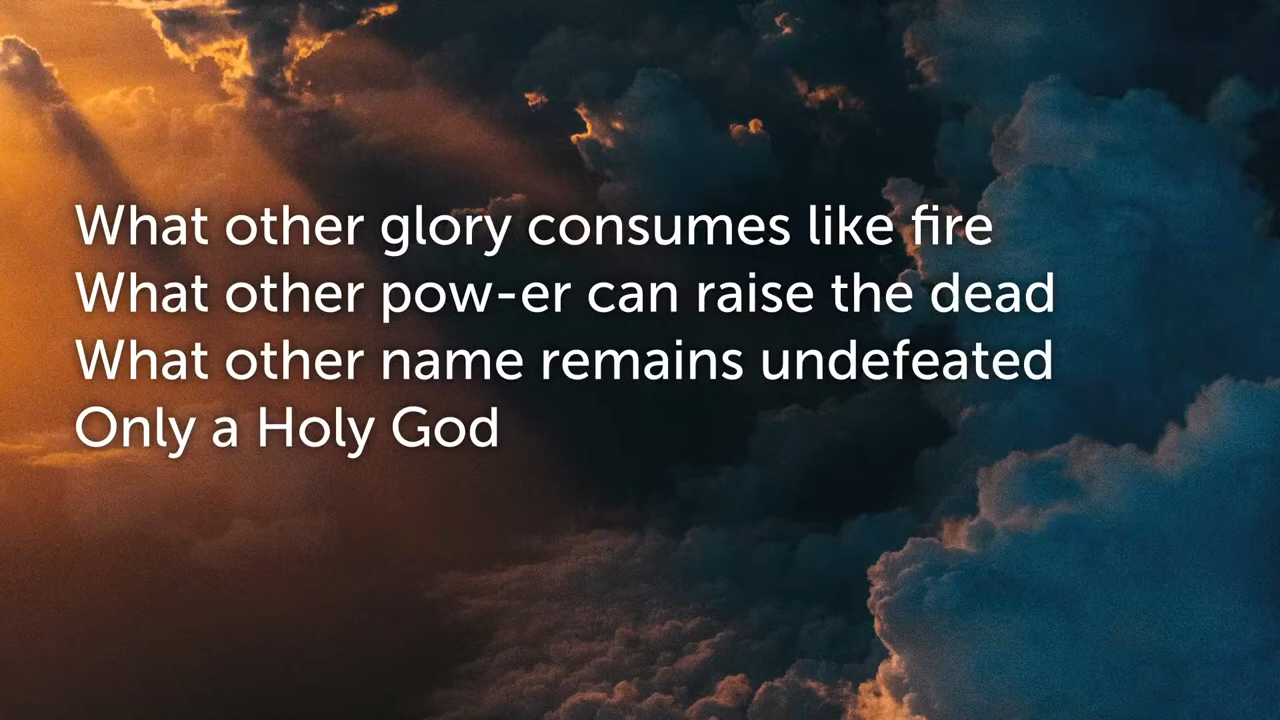 What other glory consumes like fire
What other pow-er can raise the dead
What other name remains undefeated
Only a Holy God